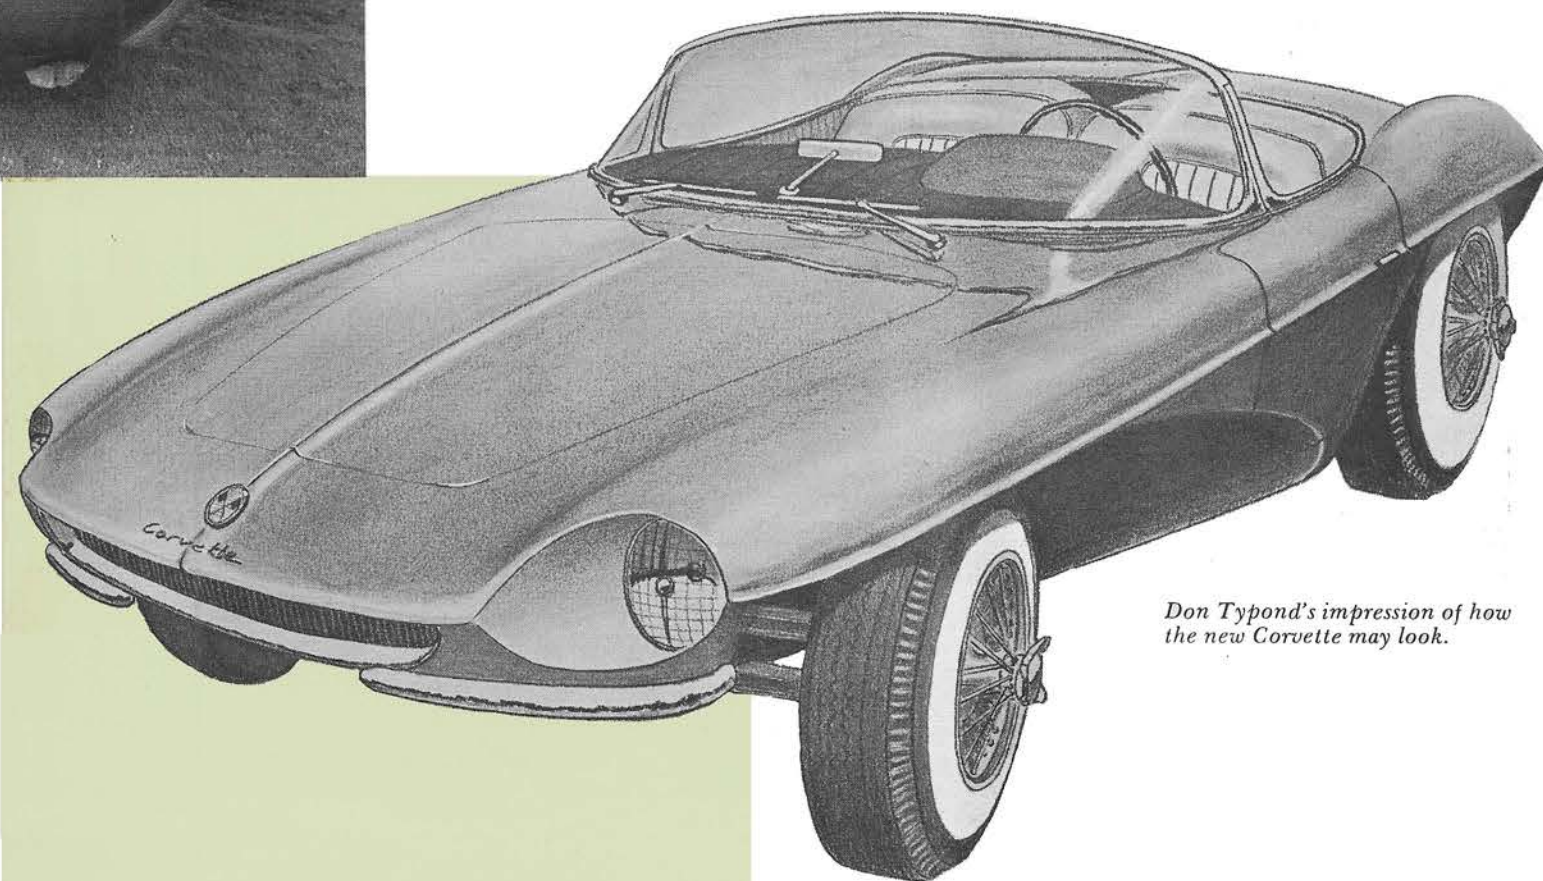 Corvette
Don Typond's impression of how
the new Corvette may look.